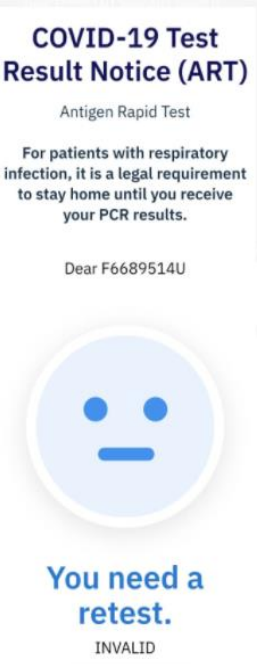 COVID-19 Test
Result Notice (ART)
Antigen Rapid Test
For patients with respiratory
infection, it is a legal requirement
to stay home until you receive
your PCR results.
Dear F6689514U
You need a
retest.
INVALID